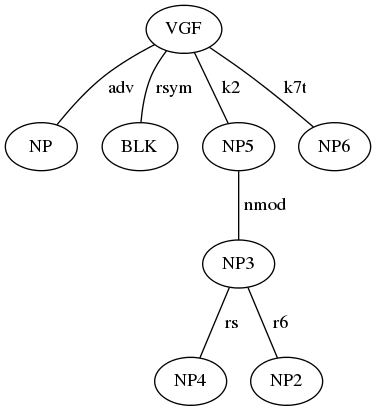 VGF
adv rsym k2 k7t
NP BLK NP5 NP6
nmod
NP3
rs r6
NP4 NP2